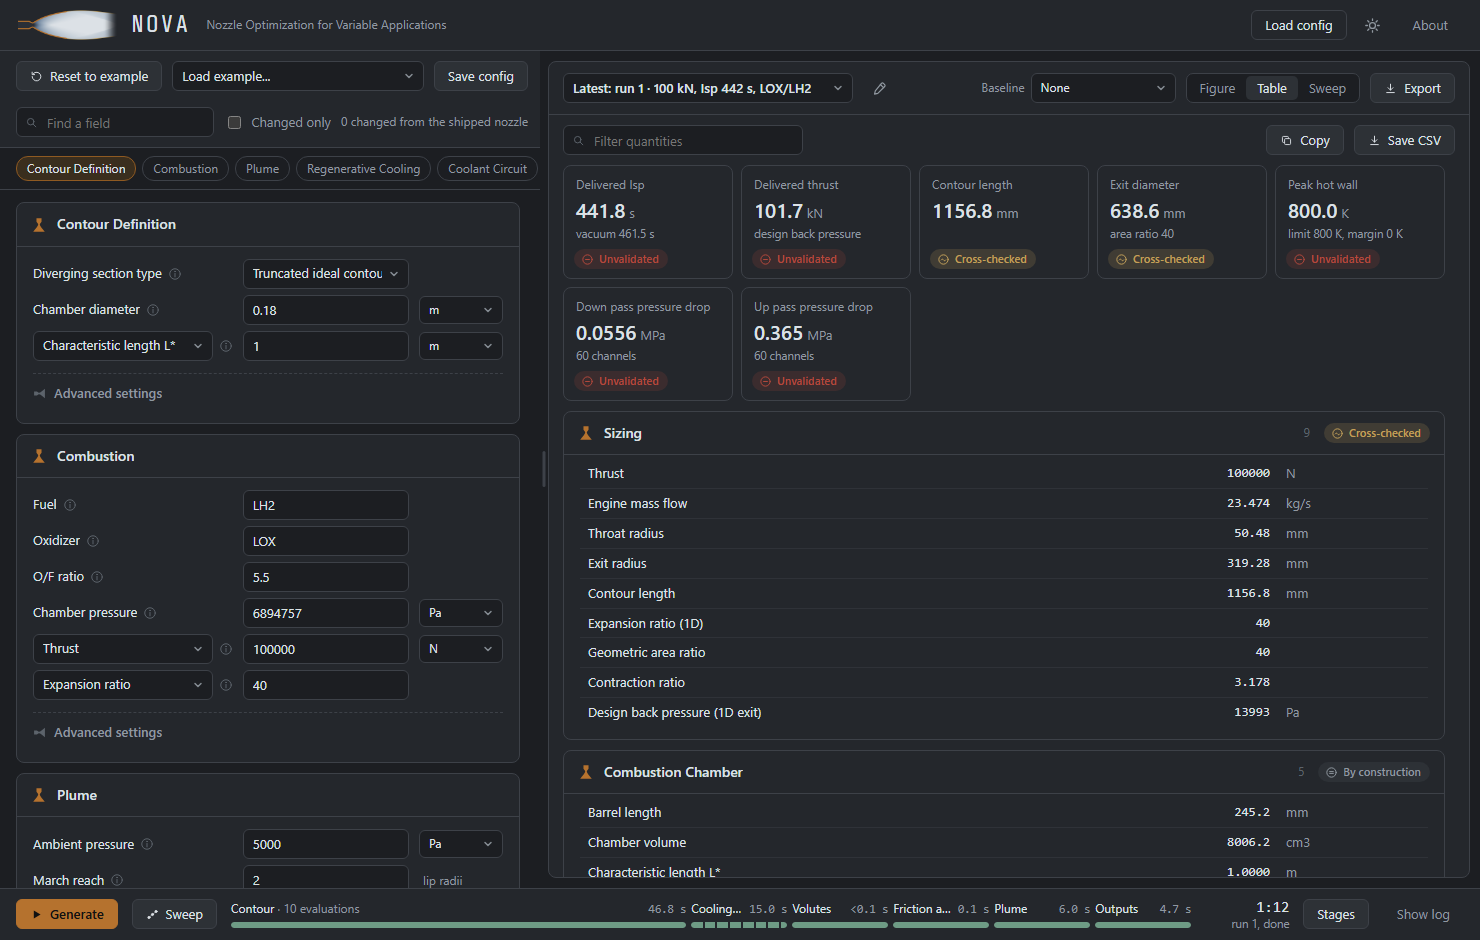 NOVA
Nozzle Optimization for Variable Applications
Load config
About
Reset to example
Load example...
Save config
Find a field
Changed only
0 changed from the shipped nozzle
Contour Definition
Combustion
Plume
Regenerative Cooling
Coolant Circuit
Contour Definition
Diverging section type
Truncated ideal contou
Chamber diameter
0.18
m
Characteristic length L*
1
m
Advanced settings
Combustion
Fuel
LH2
Oxidizer
LOX
O/F ratio
5.5
Chamber pressure
6894757
Pa
Thrust
100000
N
Expansion ratio
40
Advanced settings
Plume
Ambient pressure
5000
Pa
March reach
2
lip radii
Latest: run 1 · 100 kN, Isp 442 s, LOX/LH2
Baseline
None
Figure
Table
Sweep
Export
Filter quantities
Copy
Save CSV
Delivered Isp
441.8 s
vacuum 461.5 s
Unvalidated
Delivered thrust
101.7 kN
design back pressure
Unvalidated
Contour length
1156.8 mm
Cross-checked
Exit diameter
638.6 mm
area ratio 40
Cross-checked
Peak hot wall
800.0 K
limit 800 K, margin 0 K
Unvalidated
Down pass pressure drop
0.0556 MPa
60 channels
Unvalidated
Up pass pressure drop
0.365 MPa
60 channels
Unvalidated
Sizing
9
Cross-checked
Thrust 100000 N
Engine mass flow 23.474 kg/s
Throat radius 50.48 mm
Exit radius 319.28 mm
Contour length 1156.8 mm
Expansion ratio (1D) 40
Geometric area ratio 40
Contraction ratio 3.178
Design back pressure (1D exit) 13993 Pa
Combustion Chamber
5
By construction
Barrel length 245.2 mm
Chamber volume 8006.2 cm3
Characteristic length L* 1.0000 m
Generate
Sweep
Contour · 10 evaluations 46.8 s
Cooling... 15.0 s
Volutes <0.1 s
Friction a... 0.1 s
Plume 6.0 s
Outputs 4.7 s
1:12
run 1, done
Stages
Show log